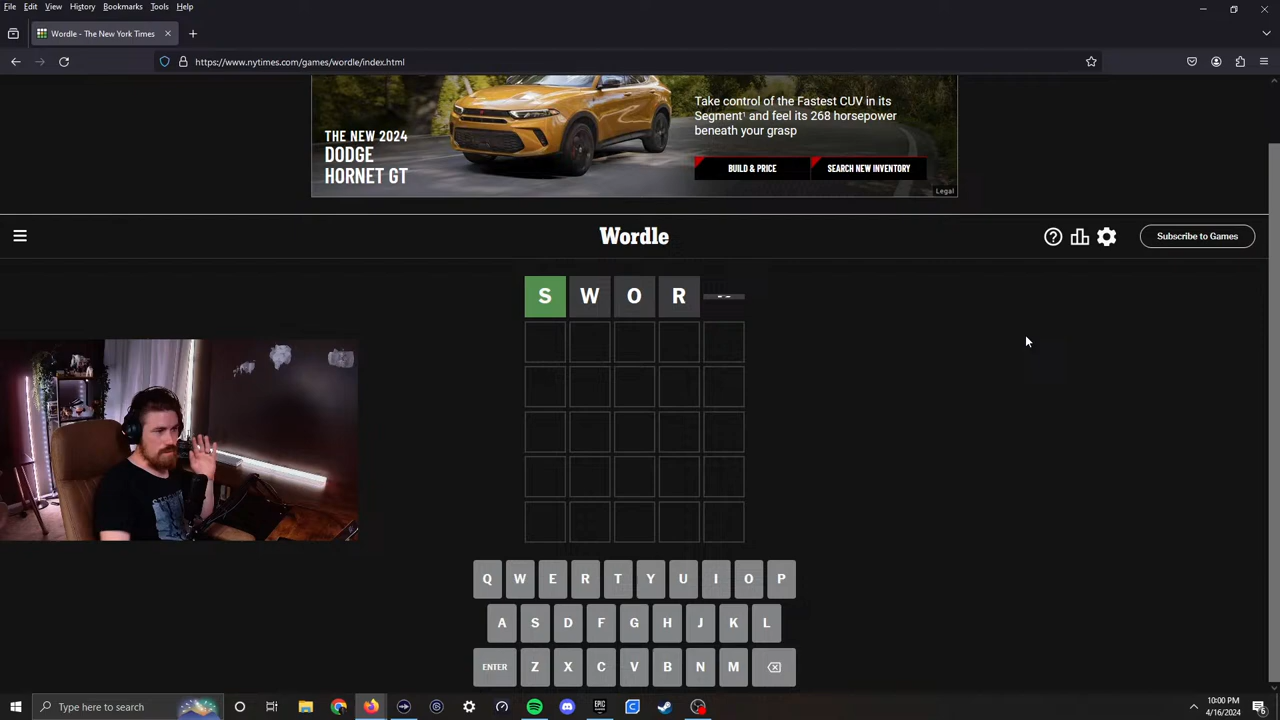 File Edit View History Bookmarks Tools Help
Wordle - The New York Times
https://www.nytimes.com/games/wordle/index.html
THE NEW 2024
DODGE
HORNET GT
Take control of the Fastest CUV in its
Segment¹ and feel its 268 horsepower
beneath your grasp
BUILD & PRICE
SEARCH NEW INVENTORY
Legal
Wordle
Subscribe to Games
S W O R
Q W E R T Y U I O P
A S D F G H J K L
ENTER Z X C V B N M
Type here to search
10:00 PM
4/16/2024